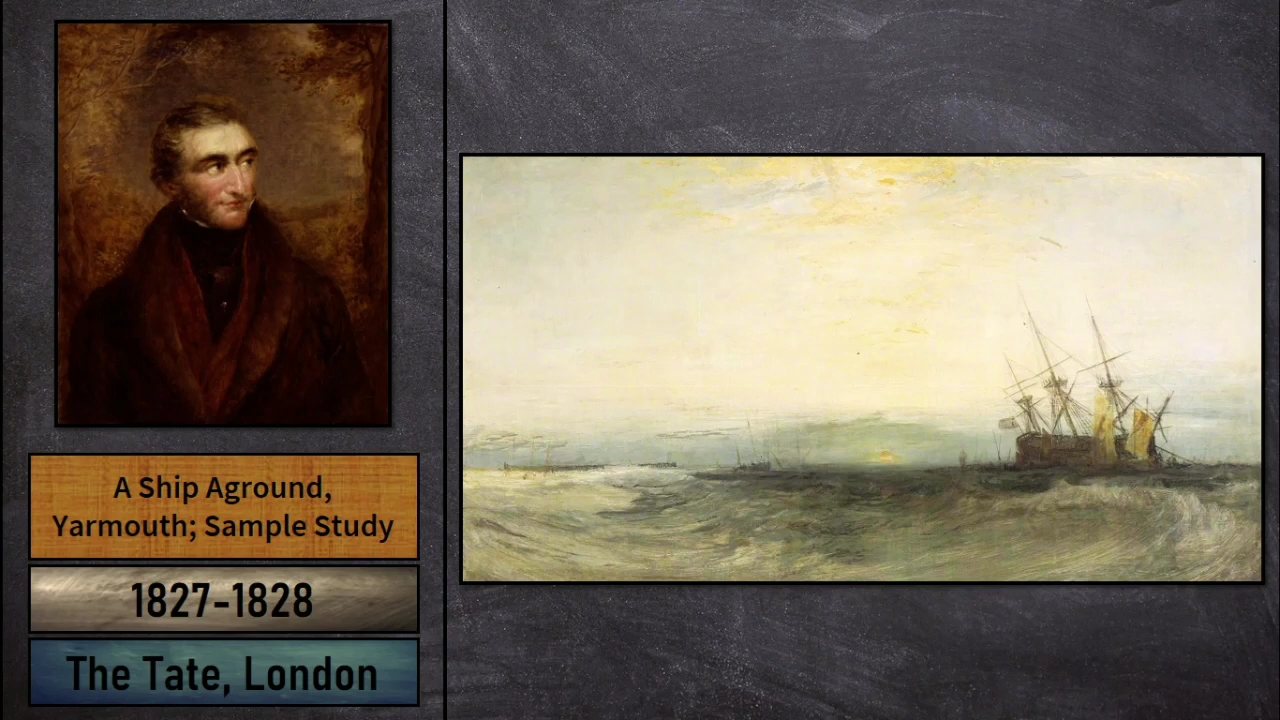 A Ship Aground,
Yarmouth; Sample Study
1827-1828
The Tate, London